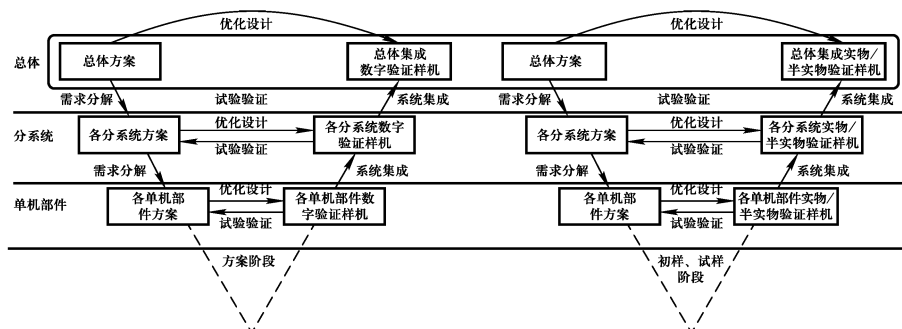 优化设计
优化设计
总体
总体方案
总体集成
数字验证样机
总体方案
总体集成实物/
半实物验证样机
需求分解
试验验证
系统集成
需求分解
试验验证
系统集成
分系统
各分系统方案
优化设计
试验验证
各分系统数字
验证样机
各分系统方案
优化设计
试验验证
各分系统实物/
半实物验证样机
需求分解
系统集成
需求分解
系统集成
单机部件
各单机部
件方案
优化设计
试验验证
各单机部件数
字验证样机
各单机部
件方案
优化设计
试验验证
各单机部件实物/
半实物验证样机
方案阶段
初样、试样
阶段